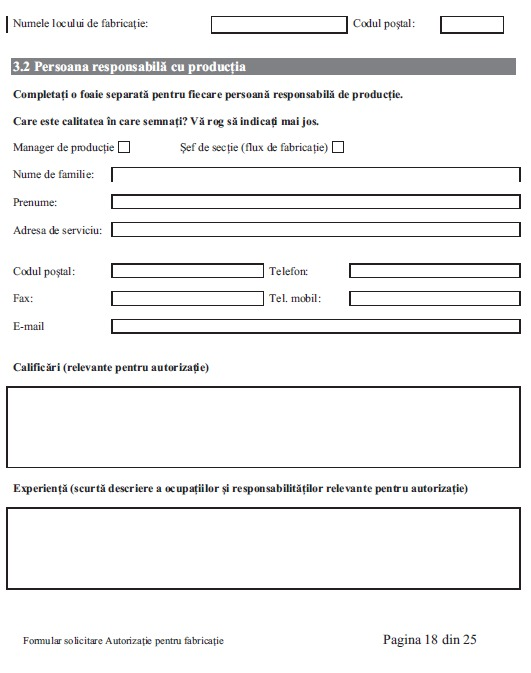 Numele locului de fabricație: Codul poștal:
3.2 Persoana responsabilă cu producția
Completați o foaie separată pentru fiecare persoană responsabilă de producție.
Care este calitatea în care semnați? Vă rog să indicați mai jos.
Manager de producție Șef de secție (flux de fabricație)
Nume de familie:
Prenume:
Adresa de serviciu:
Codul poștal: Telefon:
Fax: Tel. mobil:
E-mail
Calificări (relevante pentru autorizație)
Experiență (scurtă descriere a ocupațiilor și responsabilităților relevante pentru autorizație)
Formular solicitare Autorizație pentru fabricație Pagina 18 din 25